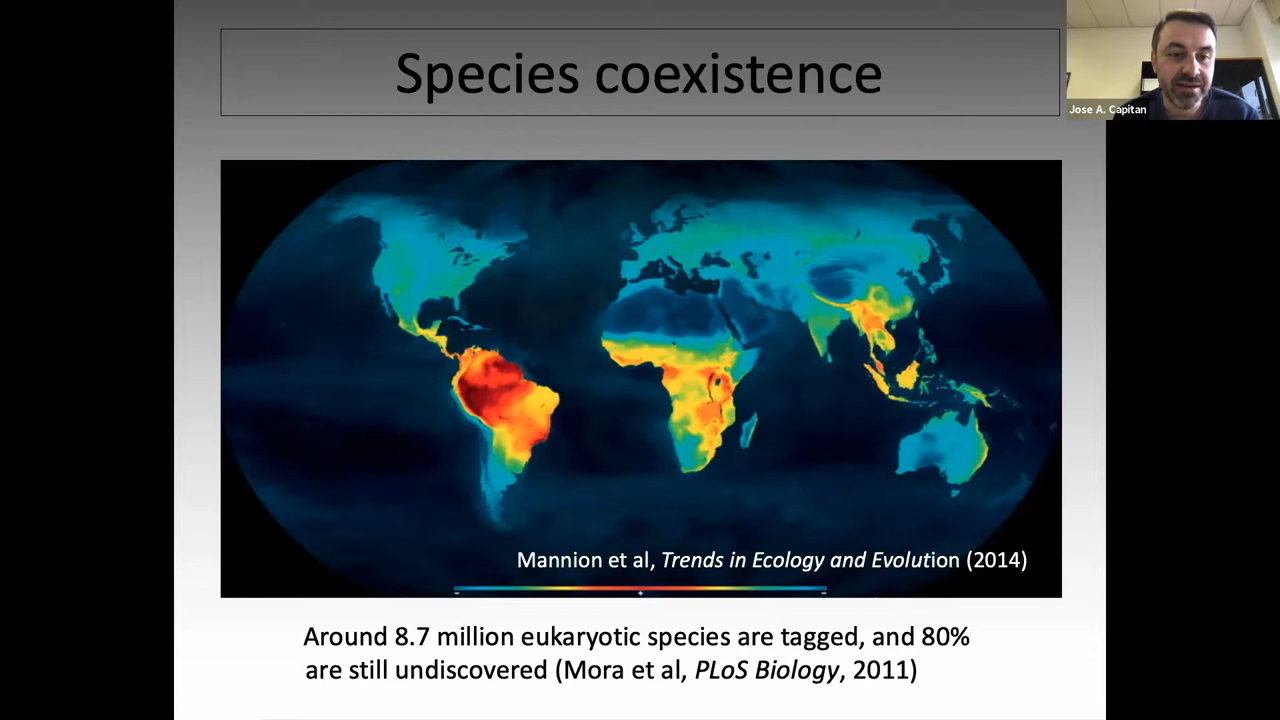 Species coexistence
Jose A. Capitan
Mannion et al, Trends in Ecology and Evolution (2014)
- + -
Around 8.7 million eukaryotic species are tagged, and 80%
are still undiscovered (Mora et al, PLoS Biology, 2011)